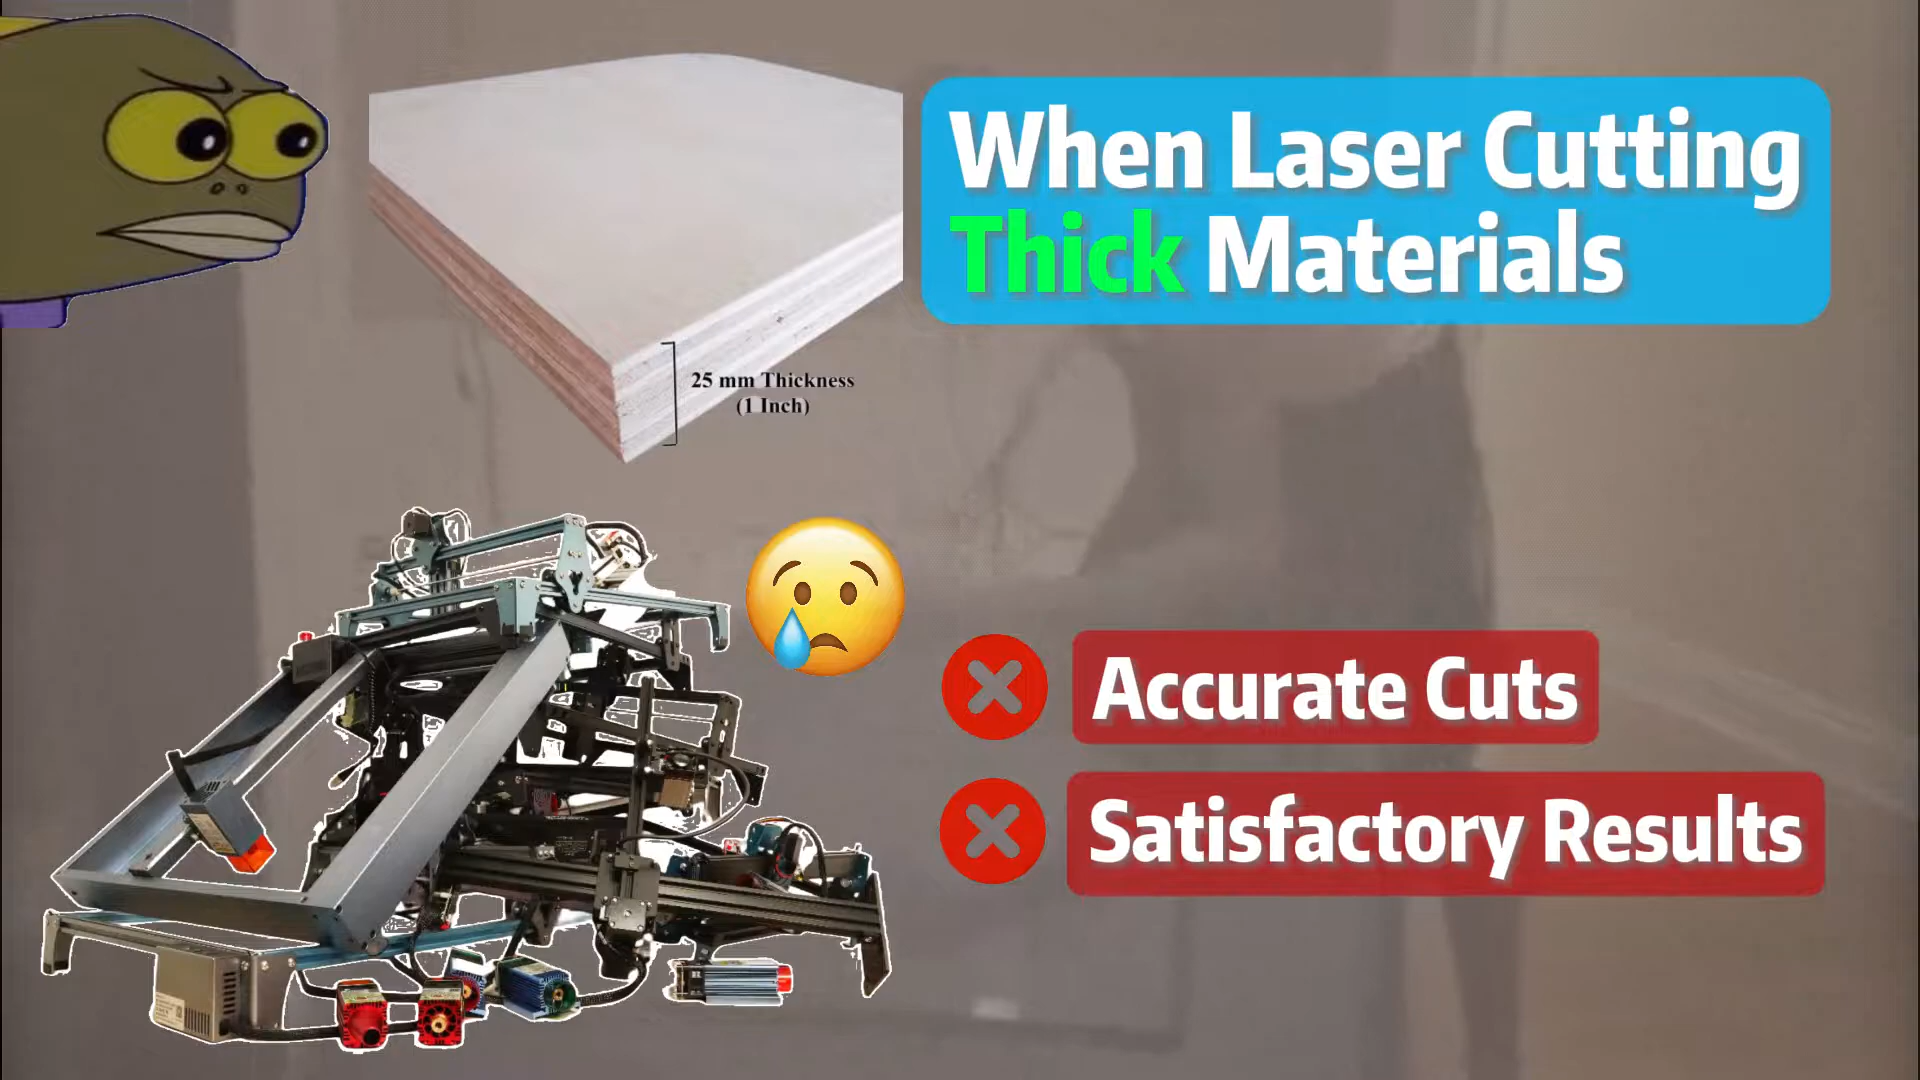 When Laser Cutting
Thick Materials
25 mm Thickness
(1 Inch)
Accurate Cuts
Satisfactory Results